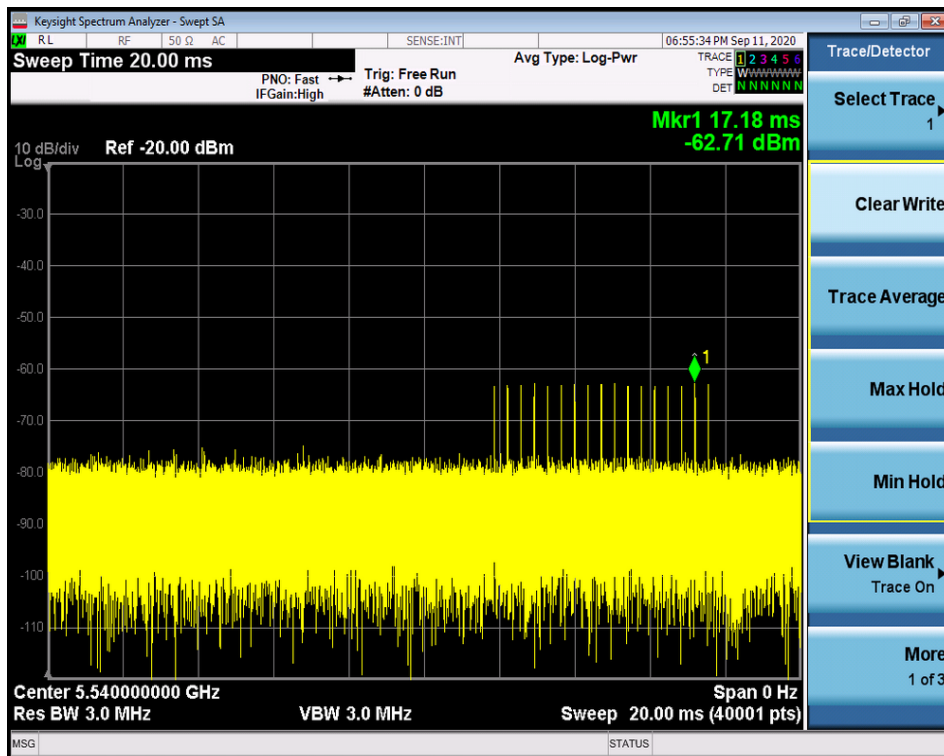 Keysight Spectrum Analyzer - Swept SA
LXI RL RF 50 Ω AC SENSE:INT 06:55:34 PM Sep 11, 2020
Sweep Time 20.00 ms
PNO: Fast
IFGain:High
Trig: Free Run
#Atten: 0 dB
Avg Type: Log-Pwr
TRACE 1 2 3 4 5 6
TYPE WWWWWWW
DET N N N N N N
Mkr1 17.18 ms
-62.71 dBm
10 dB/div Ref -20.00 dBm
Log
-30.0
-40.0
-50.0
-60.0
-70.0
-80.0
-90.0
-100
-110
1
Center 5.540000000 GHz Span 0 Hz
Res BW 3.0 MHz VBW 3.0 MHz Sweep 20.00 ms (40001 pts)
MSG STATUS
Trace/Detector
Select Trace
1
Clear Write
Trace Average
Max Hold
Min Hold
View Blank
Trace On
More
1 of 3